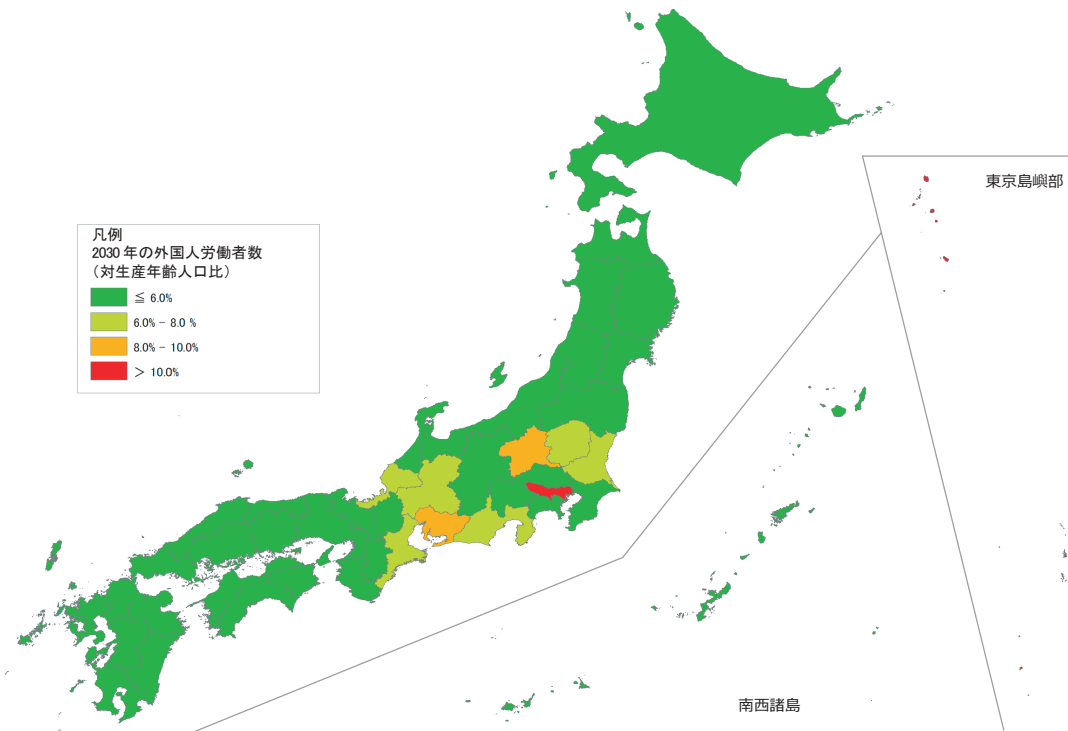 凡例
2030 年の外国人労働者数
（対生産年齢人口比）
≦ 6.0%
6.0% - 8.0 %
8.0% - 10.0%
＞ 10.0%
東京島嶼部
南西諸島